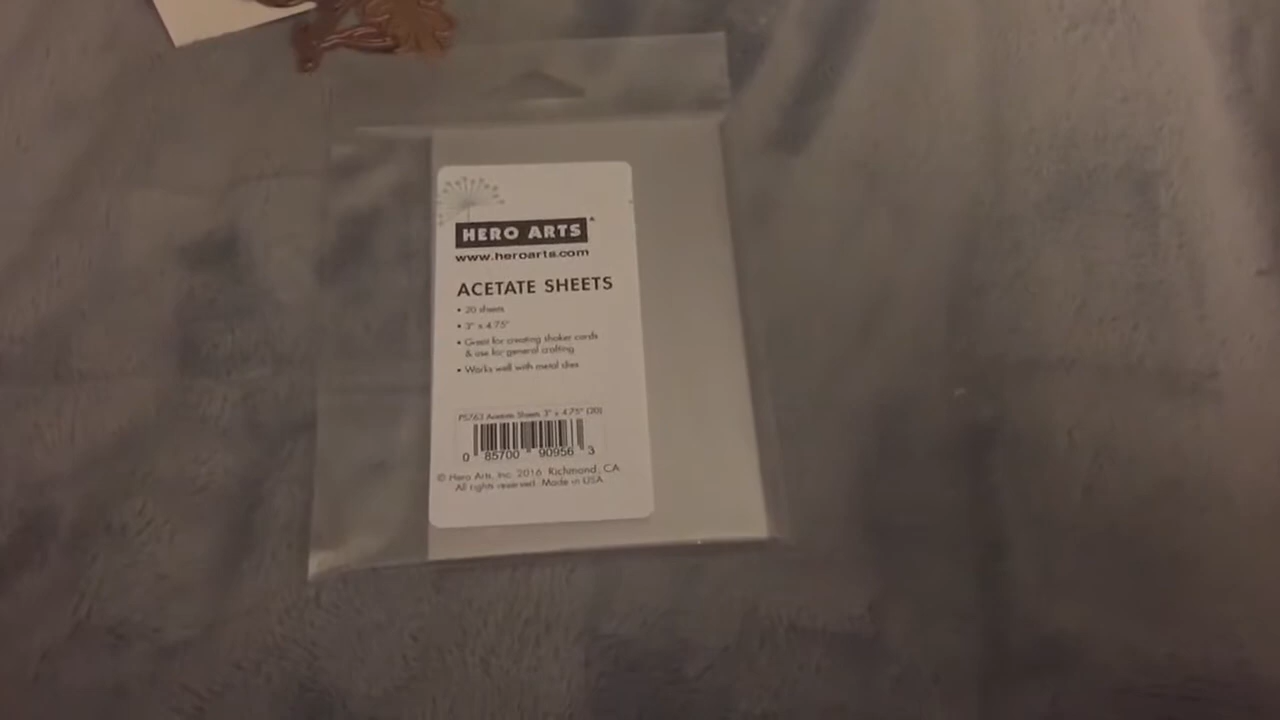 HERO ARTS
www.heroarts.com
ACETATE SHEETS
• 20 sheets
• 3" x 4.75"
• Great for creating shaker cards
& use for general crafting
• Works well with metal dies
PS763 Acetate Sheets 3" x 4.75" (20)
0 85700 90956 3
© Hero Arts, Inc. 2016 Richmond, CA
All rights reserved. Made in USA